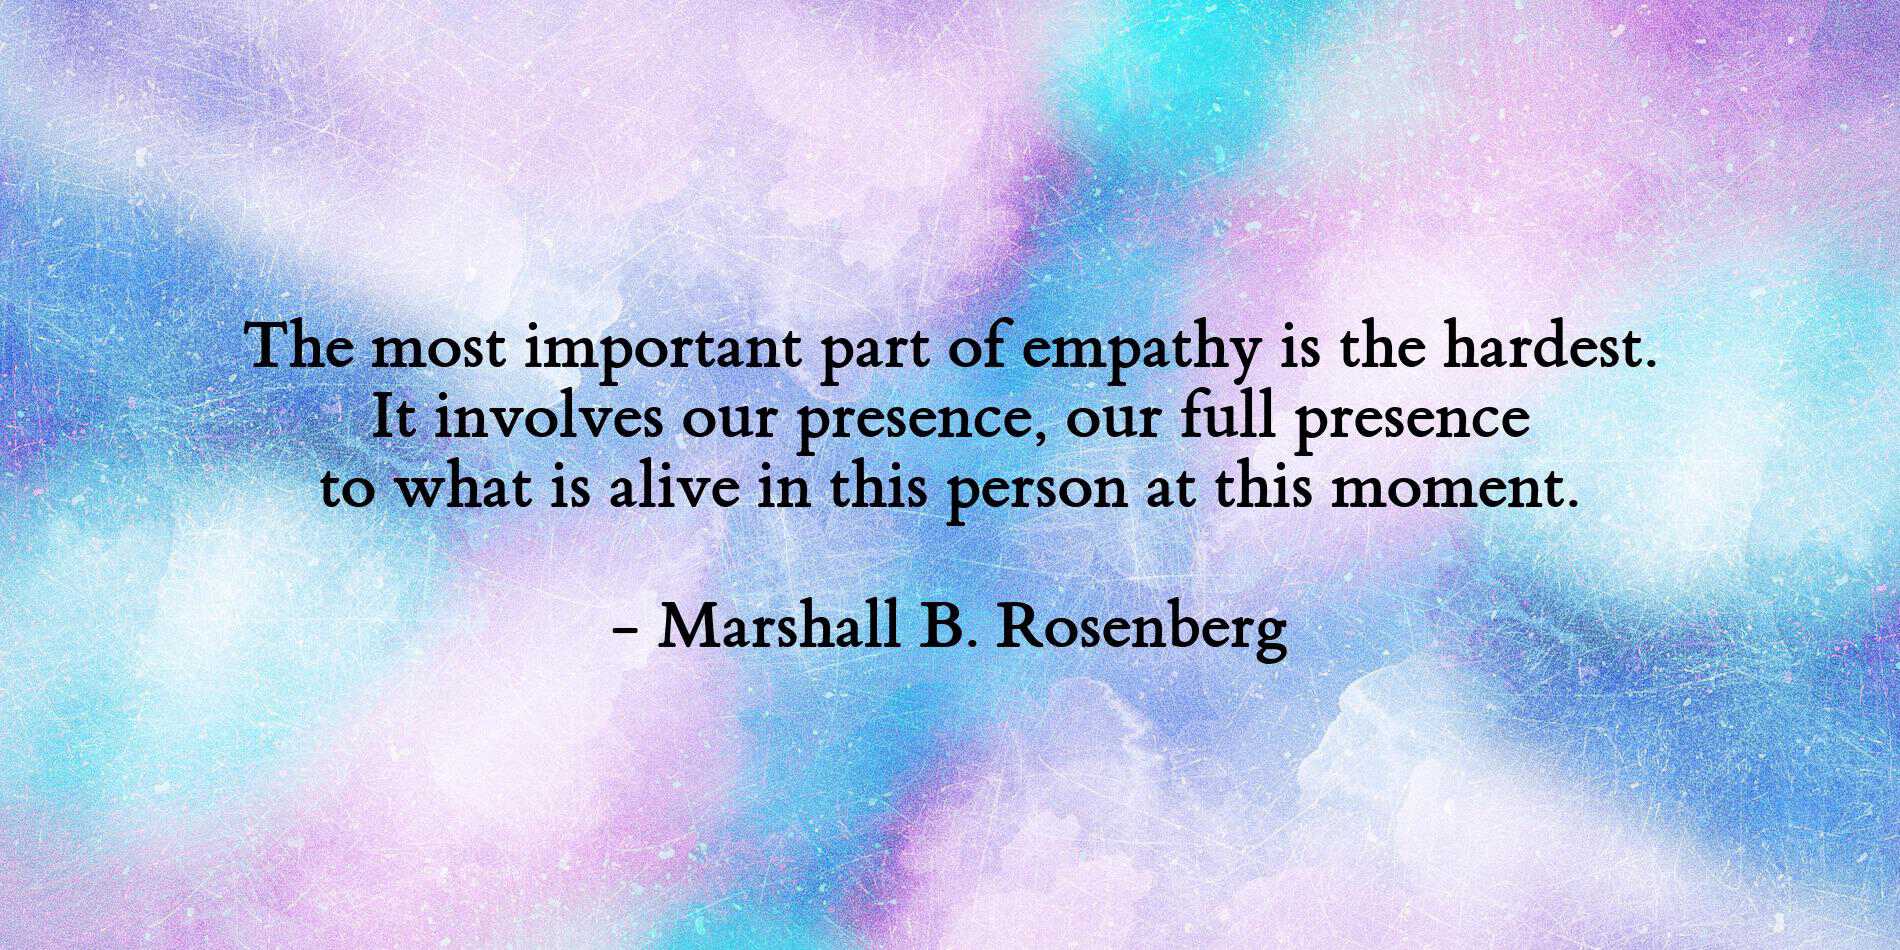 The most important part of empathy is the hardest.
It involves our presence, our full presence
to what is alive in this person at this moment.
– Marshall B. Rosenberg